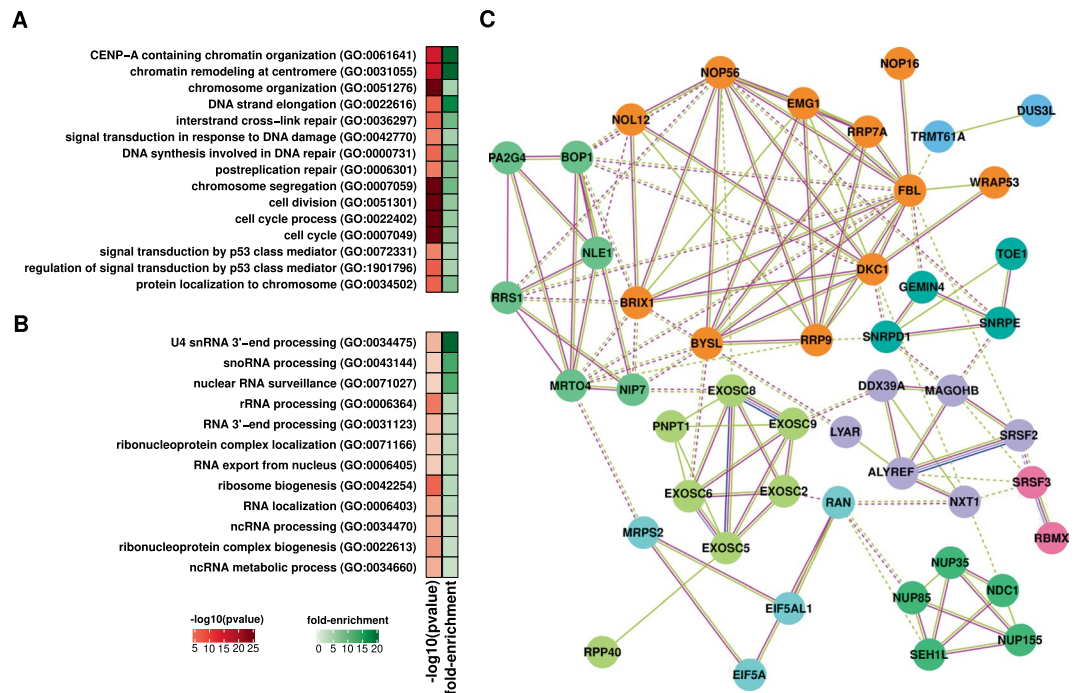 A
CENP–A containing chromatin organization (GO:0061641)
chromatin remodeling at centromere (GO:0031055)
chromosome organization (GO:0051276)
DNA strand elongation (GO:0022616)
interstrand cross–link repair (GO:0036297)
signal transduction in response to DNA damage (GO:0042770)
DNA synthesis involved in DNA repair (GO:0000731)
postreplication repair (GO:0006301)
chromosome segregation (GO:0007059)
cell division (GO:0051301)
cell cycle process (GO:0022402)
cell cycle (GO:0007049)
signal transduction by p53 class mediator (GO:0072331)
regulation of signal transduction by p53 class mediator (GO:1901796)
protein localization to chromosome (GO:0034502)
B
U4 snRNA 3'–end processing (GO:0034475)
snoRNA processing (GO:0043144)
nuclear RNA surveillance (GO:0071027)
rRNA processing (GO:0006364)
RNA 3'–end processing (GO:0031123)
ribonucleoprotein complex localization (GO:0071166)
RNA export from nucleus (GO:0006405)
ribosome biogenesis (GO:0042254)
RNA localization (GO:0006403)
ncRNA processing (GO:0034470)
ribonucleoprotein complex biogenesis (GO:0022613)
ncRNA metabolic process (GO:0034660)
-log10(pvalue)
fold-enrichment
-log10(pvalue)
5 10 15 20 25
fold-enrichment
0 5 10 15 20
C
NOP56
NOP16
EMG1
DUS3L
NOL12
RRP7A
TRMT61A
PA2G4
BOP1
FBL
WRAP53
NLE1
TOE1
DKC1
GEMIN4
RRS1
BRIX1
SNRPE
BYSL
RRP9
SNRPD1
MRTO4
NIP7
EXOSC8
DDX39A
MAGOHB
PNPT1
EXOSC9
LYAR
SRSF2
ALYREF
EXOSC6
EXOSC2
RAN
NXT1
SRSF3
MRPS2
EXOSC5
RBMX
NUP35
NUP85
NDC1
EIF5AL1
NUP155
RPP40
SEH1L
EIF5A